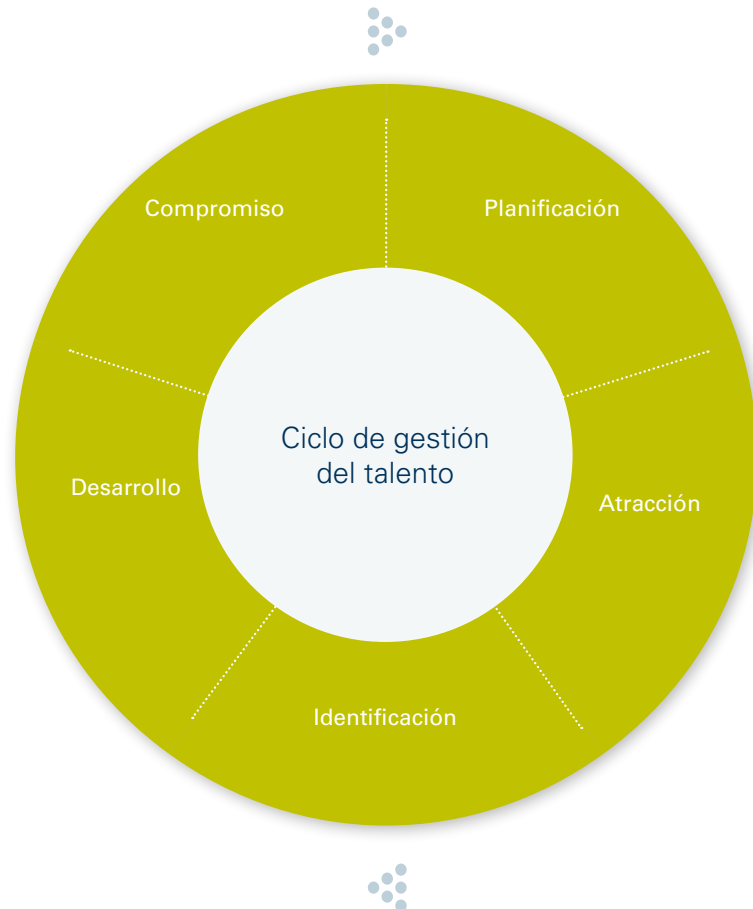 Compromiso
Planificación
Ciclo de gestión
del talento
Desarrollo
Atracción
Identificación